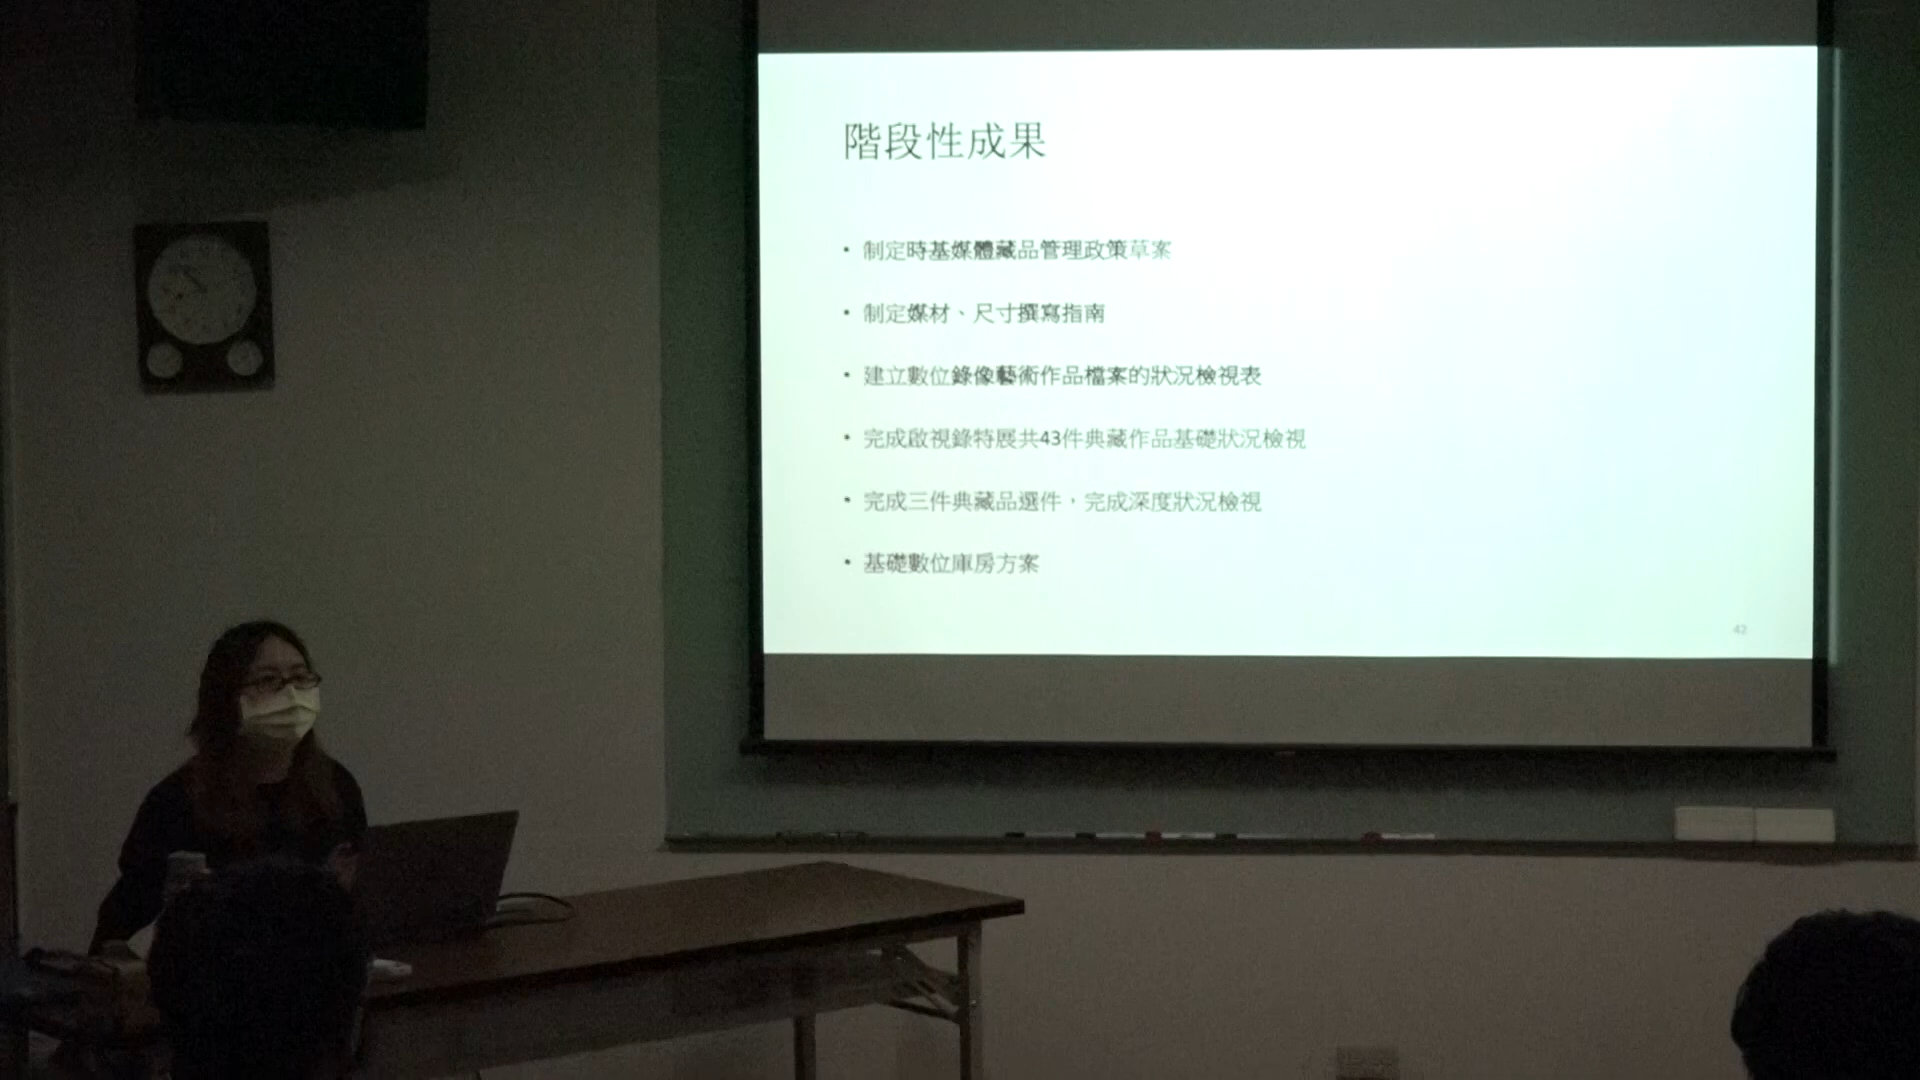 階段性成果
• 制定時基媒體藏品管理政策草案
• 制定媒材、尺寸撰寫指南
• 建立數位錄像藝術作品檔案的狀況檢視表
• 完成啟視錄特展共43件典藏作品基礎狀況檢視
• 完成三件典藏品選件，完成深度狀況檢視
• 基礎數位庫房方案
42